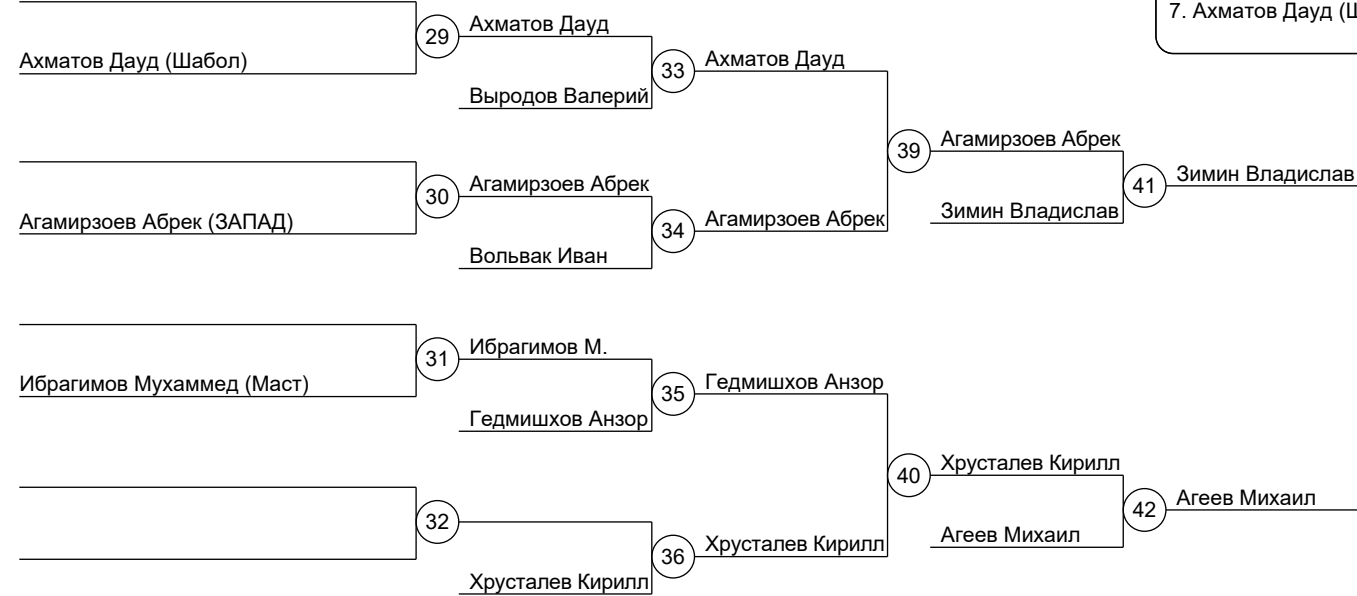 7. Ахматов Дауд (Ш
Ахматов Дауд (Шабол)
29
Ахматов Дауд
Выродов Валерий
33
Ахматов Дауд
Агамирзоев Абрек (ЗАПАД)
30
Агамирзоев Абрек
Вольвак Иван
34
Агамирзоев Абрек
39
Агамирзоев Абрек
Зимин Владислав
41
Зимин Владислав
Ибрагимов Мухаммед (Маст)
31
Ибрагимов М.
Гедмишхов Анзор
35
Гедмишхов Анзор
32
Хрусталев Кирилл
36
Хрусталев Кирилл
40
Хрусталев Кирилл
Агеев Михаил
42
Агеев Михаил